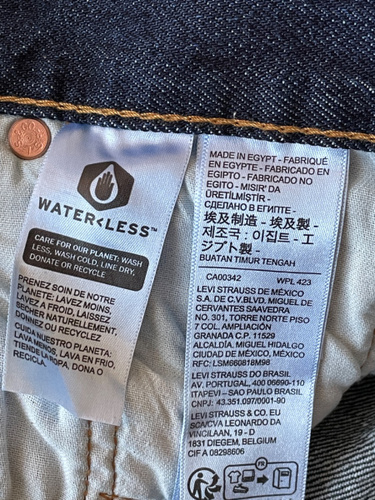 WATER<LESS™
CARE FOR OUR PLANET: WASH
LESS, WASH COLD, LINE DRY,
DONATE OR RECYCLE
PRENEZ SOIN DE NOTRE
PLANÈTE: LAVEZ MOINS,
LAVEZ A FROID, LAISSEZ
SECHER NATURELLEMENT,
DONNEZ OU RECYCLEZ
CUIDA NUESTRO PLANETA:
LAVA MENOS, LAVA EN FRIO,
TIENDE LA ROPA, DONA O
RECICLA
MADE IN EGYPT - FABRIQUÉ
EN EGYPTE - FABRICADO EN
EGIPTO - FABRICADO NO
EGITO - MISIR' DA
ÜRETİLMİŞTİR -
СДЕЛАНО В ЕГИПТЕ -
埃及制造 - 埃及製 -
제조국: 이집트 - エ
ジプト製 -
BUATAN TIMUR TENGAH
CA00342 WPL 423
LEVI STRAUSS DE MÉXICO
S.A. DE C.V.BLVD. MIGUEL DE
CERVANTES SAAVEDRA
NO. 301, TORRE NORTE PISO
7 COL. AMPLIACIÓN
GRANADA C.P. 11529
ALCALDÍA, MIGUEL HIDALGO
CIUDAD DE MÉXICO, MÉXICO
RFC: LSM660818M98
LEVI STRAUSS DO BRASIL
AV, PORTUGAL, 400 06690-110
ITAPEVI – SAO PAULO BRASIL
CNPJ: 43.351.097/0001-90
LEVI STRAUSS & CO. EU
SCA/CVA LEONARD DA
VINCILAAN, 19 - D
1831 DIEGEM, BELGIUM
CIF A 08298606
FR